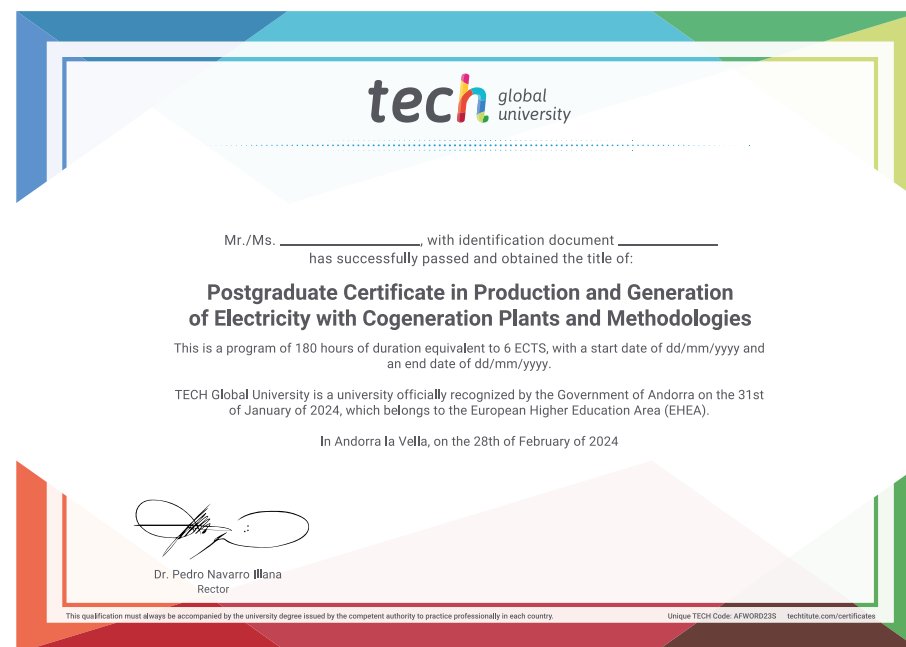 tech global university
Mr./Ms. ____________________, with identification document ______________
has successfully passed and obtained the title of:
Postgraduate Certificate in Production and Generation
of Electricity with Cogeneration Plants and Methodologies
This is a program of 180 hours of duration equivalent to 6 ECTS, with a start date of dd/mm/yyyy and
an end date of dd/mm/yyyy.
TECH Global University is a university officially recognized by the Government of Andorra on the 31st
of January of 2024, which belongs to the European Higher Education Area (EHEA).
In Andorra la Vella, on the 28th of February of 2024
Dr. Pedro Navarro Illana
Rector
This qualification must always be accompanied by the university degree issued by the competent authority to practice professionally in each country.
Unique TECH Code: AFWORD23S techtitute.com/certificates